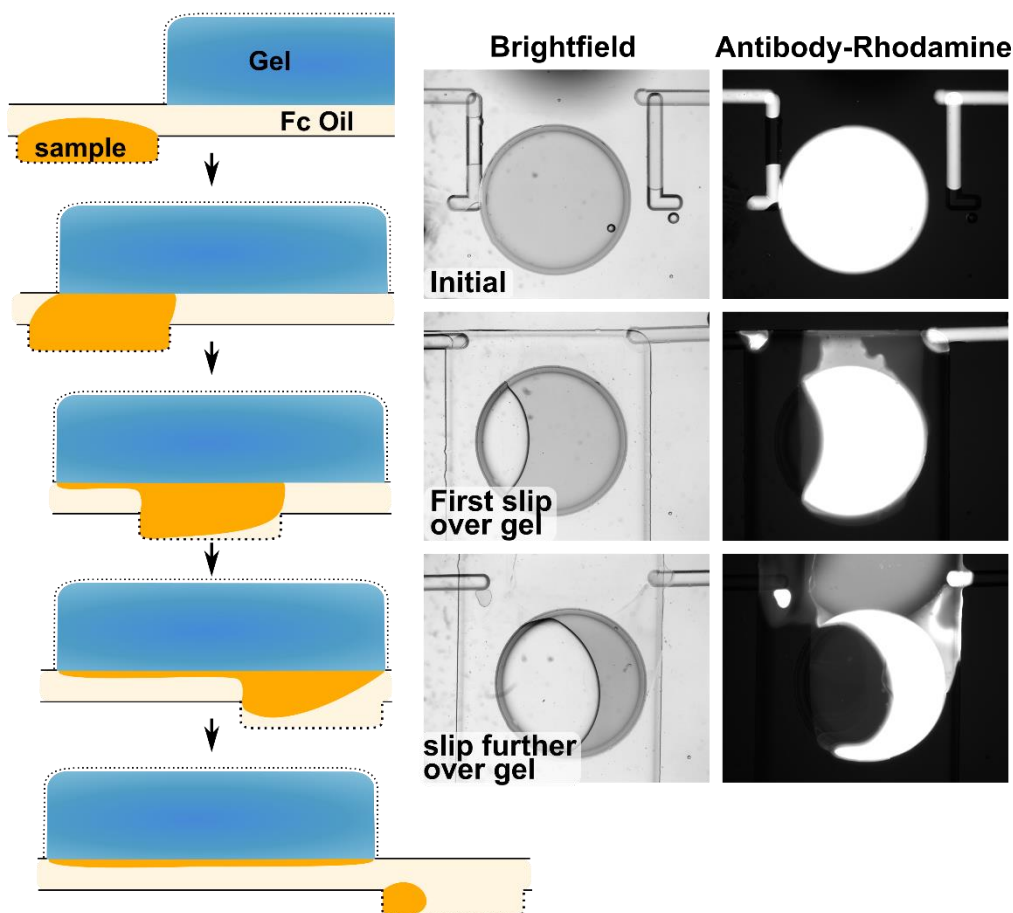 Gel
Fc Oil
sample
Brightfield
Antibody-Rhodamine
Initial
First slip
over gel
slip further
over gel